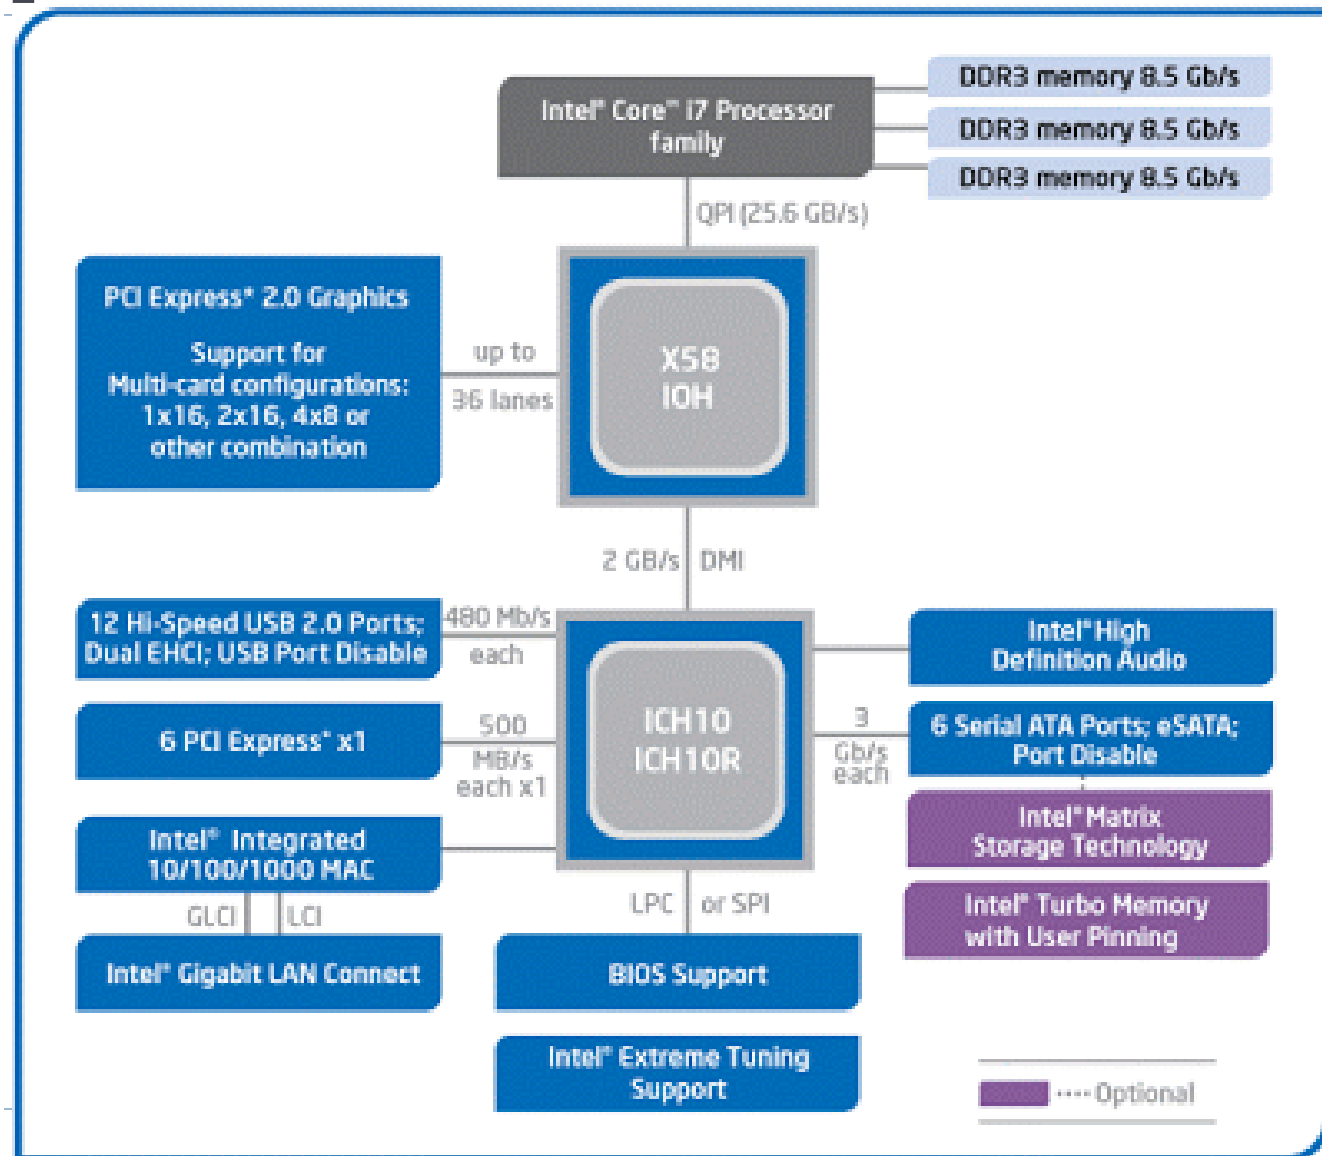 Intel® Core™ i7 Processor
family
DDR3 memory 8.5 Gb/s
DDR3 memory 8.5 Gb/s
DDR3 memory 8.5 Gb/s
QPI (25.6 GB/s)
PCI Express* 2.0 Graphics
Support for
Multi-card configurations:
1x16, 2x16, 4x8 or
other combination
up to
36 lanes
X58
IOH
2 GB/s DMI
12 Hi-Speed USB 2.0 Ports;
Dual EHCI; USB Port Disable
480 Mb/s
each
6 PCI Express* x1
500
MB/s
each x1
ICH10
ICH10R
Intel® High
Definition Audio
3
Gb/s
each
6 Serial ATA Ports; eSATA;
Port Disable
Intel® Matrix
Storage Technology
Intel® Turbo Memory
with User Pinning
Intel® Integrated
10/100/1000 MAC
GLCI LCI
Intel® Gigabit LAN Connect
LPC or SPI
BIOS Support
Intel® Extreme Tuning
Support
Optional